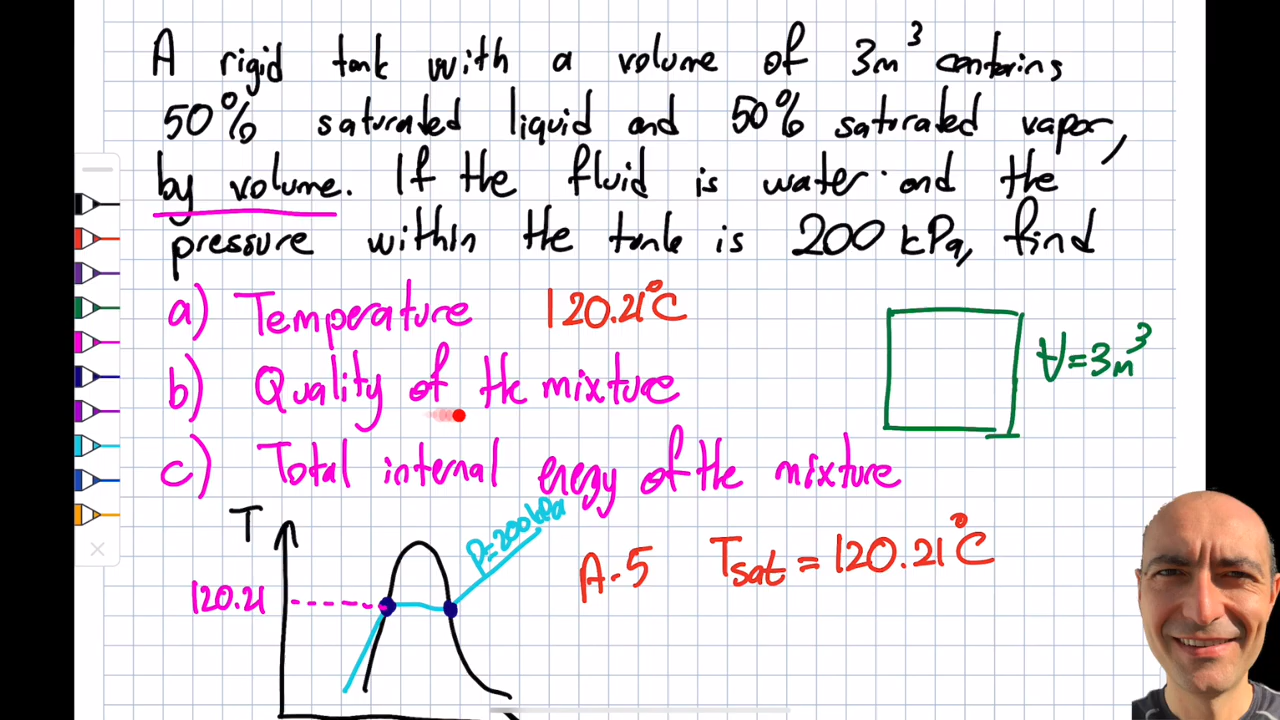 A rigid tank with a volume of 3m³ contains
50% saturated liquid and 50% saturated vapor,
by volume. If the fluid is water and the
pressure within the tank is 200 kPa, find
a) Temperature 120.21°C
b) Quality of the mixture
V=3m³
c) Total internal energy of the mixture
T
P=200kPa
A-5 Tsat = 120.21°C
120.21